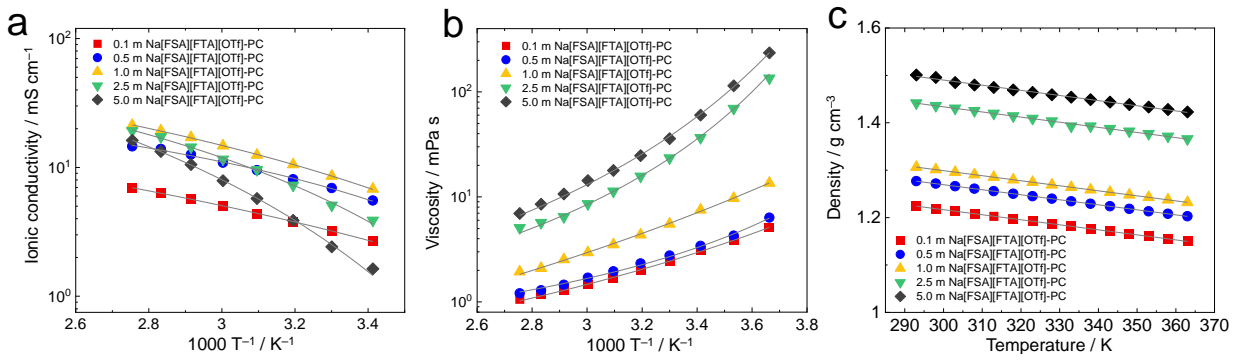 a
Ionic conductivity / mS cm⁻¹
10²
10¹
10⁰
0.1 m Na[FSA][FTA][OTf]-PC
0.5 m Na[FSA][FTA][OTf]-PC
1.0 m Na[FSA][FTA][OTf]-PC
2.5 m Na[FSA][FTA][OTf]-PC
5.0 m Na[FSA][FTA][OTf]-PC
2.6 2.8 3 3.2 3.4
1000 T⁻¹ / K⁻¹
b
Viscosity / mPa s
10²
10¹
10⁰
0.1 m Na[FSA][FTA][OTf]-PC
0.5 m Na[FSA][FTA][OTf]-PC
1.0 m Na[FSA][FTA][OTf]-PC
2.5 m Na[FSA][FTA][OTf]-PC
5.0 m Na[FSA][FTA][OTf]-PC
2.6 2.8 3.0 3.2 3.4 3.6 3.8
1000 T⁻¹ / K⁻¹
c
Density / g cm⁻³
1.6
1.4
1.2
1
0.1 m Na[FSA][FTA][OTf]-PC
0.5 m Na[FSA][FTA][OTf]-PC
1.0 m Na[FSA][FTA][OTf]-PC
2.5 m Na[FSA][FTA][OTf]-PC
5.0 m Na[FSA][FTA][OTf]-PC
290 300 310 320 330 340 350 360 370
Temperature / K